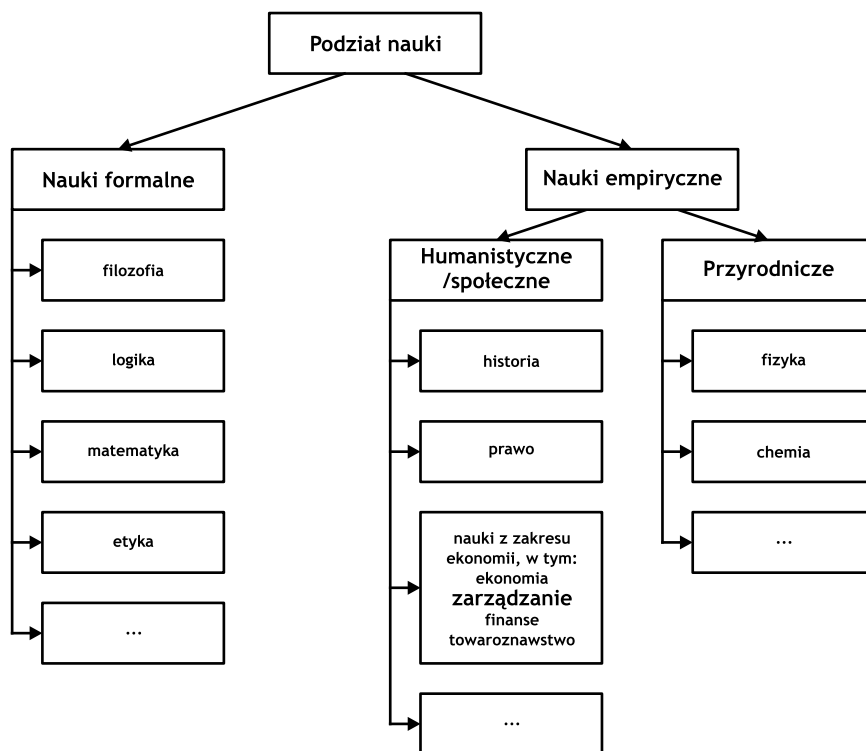 Podział nauki
Nauki formalne
filozofia
logika
matematyka
etyka
...
Nauki empiryczne
Humanistyczne
/społeczne
historia
prawo
nauki z zakresu
ekonomii, w tym:
ekonomia
zarządzanie
finanse
towaroznawstwo
...
Przyrodnicze
fizyka
chemia
...